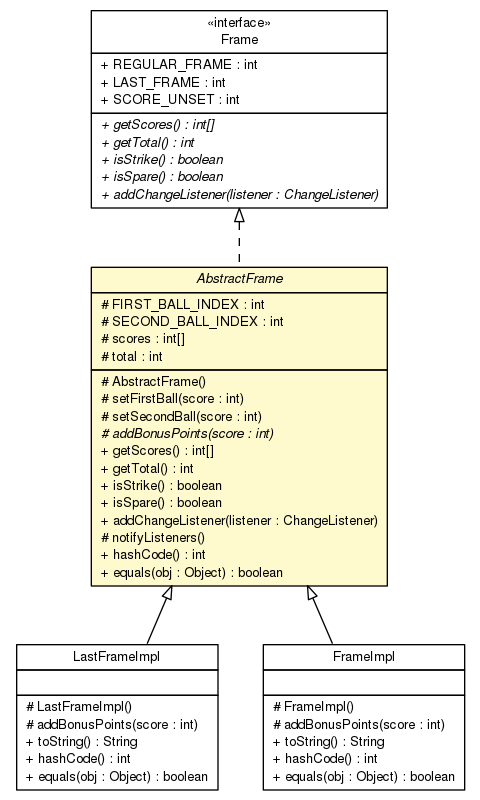 «interface»
Frame
+ REGULAR_FRAME : int
+ LAST_FRAME : int
+ SCORE_UNSET : int
+ getScores() : int[]
+ getTotal() : int
+ isStrike() : boolean
+ isSpare() : boolean
+ addChangeListener(listener : ChangeListener)
AbstractFrame
# FIRST_BALL_INDEX : int
# SECOND_BALL_INDEX : int
# scores : int[]
# total : int
# AbstractFrame()
# setFirstBall(score : int)
# setSecondBall(score : int)
# addBonusPoints(score : int)
+ getScores() : int[]
+ getTotal() : int
+ isStrike() : boolean
+ isSpare() : boolean
+ addChangeListener(listener : ChangeListener)
# notifyListeners()
+ hashCode() : int
+ equals(obj : Object) : boolean
LastFrameImpl
# LastFrameImpl()
# addBonusPoints(score : int)
+ toString() : String
+ hashCode() : int
+ equals(obj : Object) : boolean
FrameImpl
# FrameImpl()
# addBonusPoints(score : int)
+ toString() : String
+ hashCode() : int
+ equals(obj : Object) : boolean